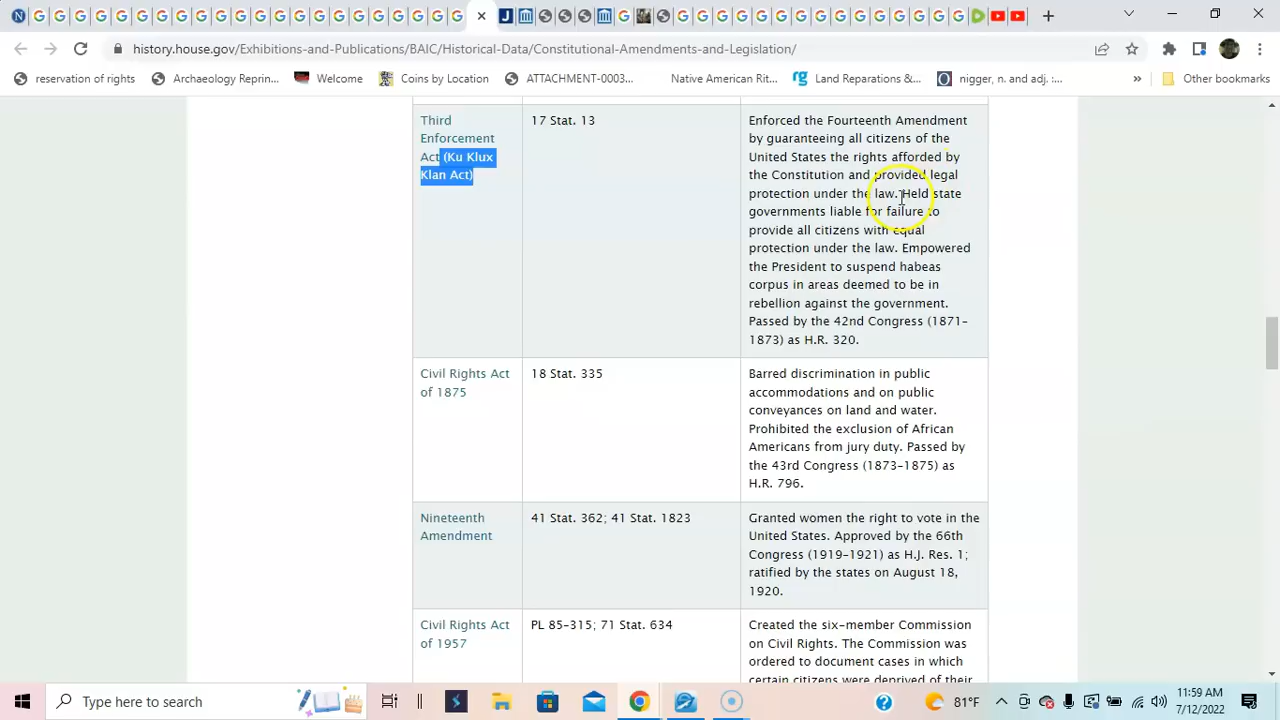 history.house.gov/Exhibitions-and-Publications/BAIC/Historical-Data/Constitutional-Amendments-and-Legislation/
reservation of rights
Archaeology Reprin...
Welcome
Coins by Location
ATTACHMENT-0003...
Native American Rit...
Land Reparations &...
nigger, n. and adj. :...
»
Other bookmarks
Third
Enforcement
Act (Ku Klux
Klan Act)
17 Stat. 13
Enforced the Fourteenth Amendment
by guaranteeing all citizens of the
United States the rights afforded by
the Constitution and provided legal
protection under the law. Held state
governments liable for failure to
provide all citizens with equal
protection under the law. Empowered
the President to suspend habeas
corpus in areas deemed to be in
rebellion against the government.
Passed by the 42nd Congress (1871–
1873) as H.R. 320.
Civil Rights Act
of 1875
18 Stat. 335
Barred discrimination in public
accommodations and on public
conveyances on land and water.
Prohibited the exclusion of African
Americans from jury duty. Passed by
the 43rd Congress (1873–1875) as
H.R. 796.
Nineteenth
Amendment
41 Stat. 362; 41 Stat. 1823
Granted women the right to vote in the
United States. Approved by the 66th
Congress (1919–1921) as H.J. Res. 1;
ratified by the states on August 18,
1920.
Civil Rights Act
of 1957
PL 85–315; 71 Stat. 634
Created the six–member Commission
on Civil Rights. The Commission was
ordered to document cases in which
certain citizens were deprived of their
Type here to search
81°F
11:59 AM
7/12/2022